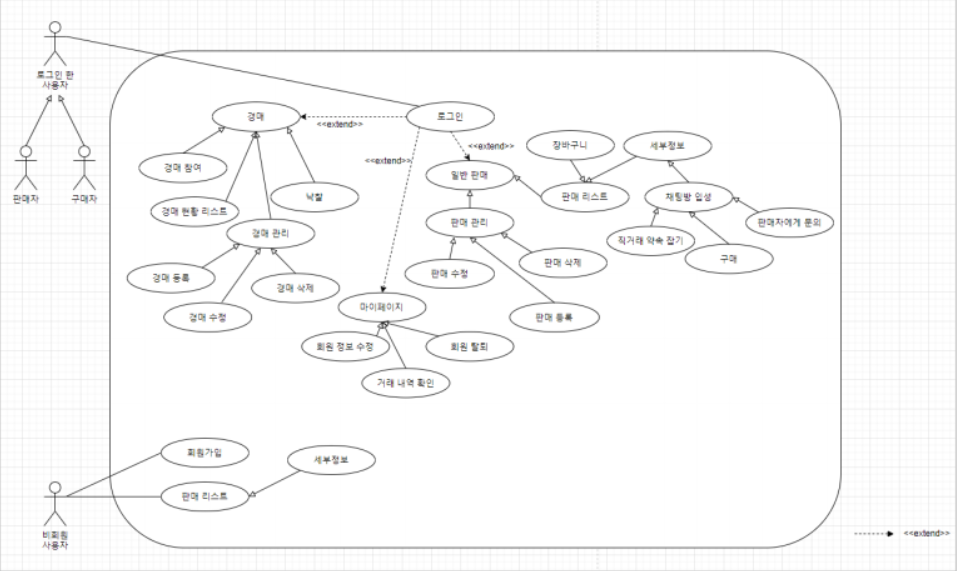 로그인 한
사용자
판매자
구매자
경매
<<extend>>
로그인
<<extend>>
<<extend>>
경매 참여
경매 현황 리스트
낙찰
경매 관리
경매 등록
경매 수정
경매 삭제
일반 판매
장바구니
세부정보
판매 리스트
채팅방 입성
판매자에게 문의
직거래 약속 잡기
구매
판매 관리
판매 수정
판매 삭제
판매 등록
마이페이지
회원 정보 수정
회원 탈퇴
거래 내역 확인
회원가입
세부정보
판매 리스트
비회원
사용자
<<extend>>